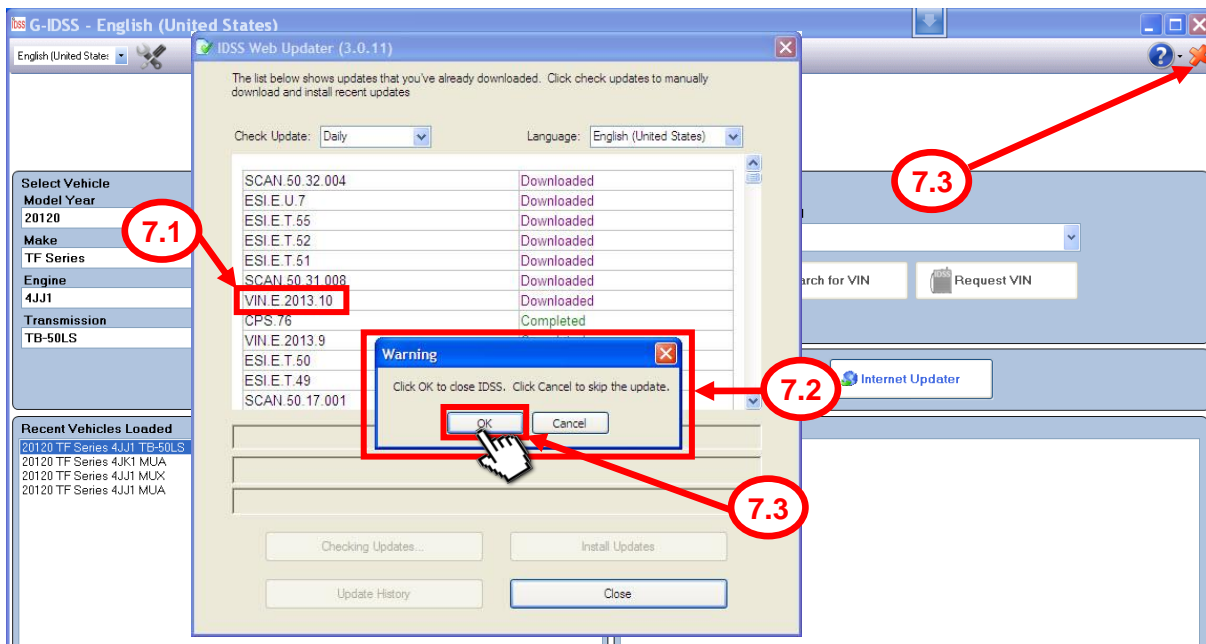 ibss G-IDSS - English (United States)
English (United States
IDSS Web Updater (3.0.11)
The list below shows updates that you've already downloaded. Click check updates to manually
download and install recent updates
Check Update: Daily
Language: English (United States)
SCAN.50.32.004 Downloaded
ESI.E.U.7 Downloaded
ESI.E.T.55 Downloaded
ESI.E.T.52 Downloaded
ESI.E.T.51 Downloaded
SCAN.50.31.008 Downloaded
VIN.E.2013.10 Downloaded
CPS.76 Completed
VIN.E.2013.9
ESI.E.T.50
ESI.E.T.49
SCAN.50.17.001
Warning
Click OK to close IDSS. Click Cancel to skip the update.
OK
Cancel
Checking Updates...
Install Updates
Update History
Close
Select Vehicle
Model Year
20120
Make
TF Series
Engine
4JJ1
Transmission
TB-50LS
Recent Vehicles Loaded
20120 TF Series 4JJ1 TB-50LS
20120 TF Series 4JK1 MUA
20120 TF Series 4JJ1 MUX
20120 TF Series 4JJ1 MUA
arch for VIN
Request VIN
Internet Updater
7.1
7.2
7.3
7.3